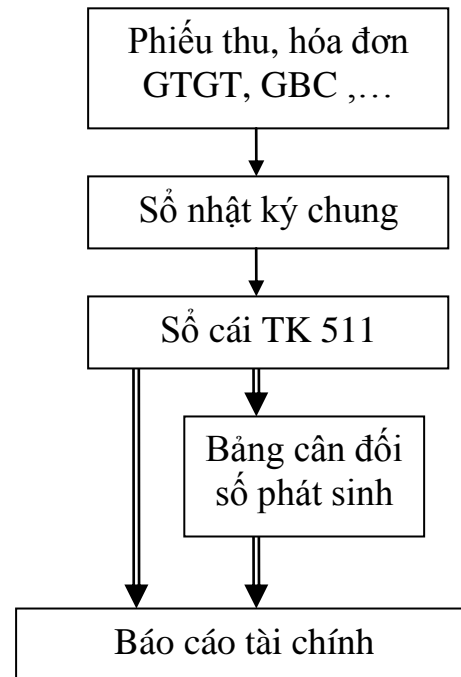 Phiếu thu, hóa đơn
GTGT, GBC ,…
Sổ nhật ký chung
Sổ cái TK 511
Bảng cân đối
số phát sinh
Báo cáo tài chính